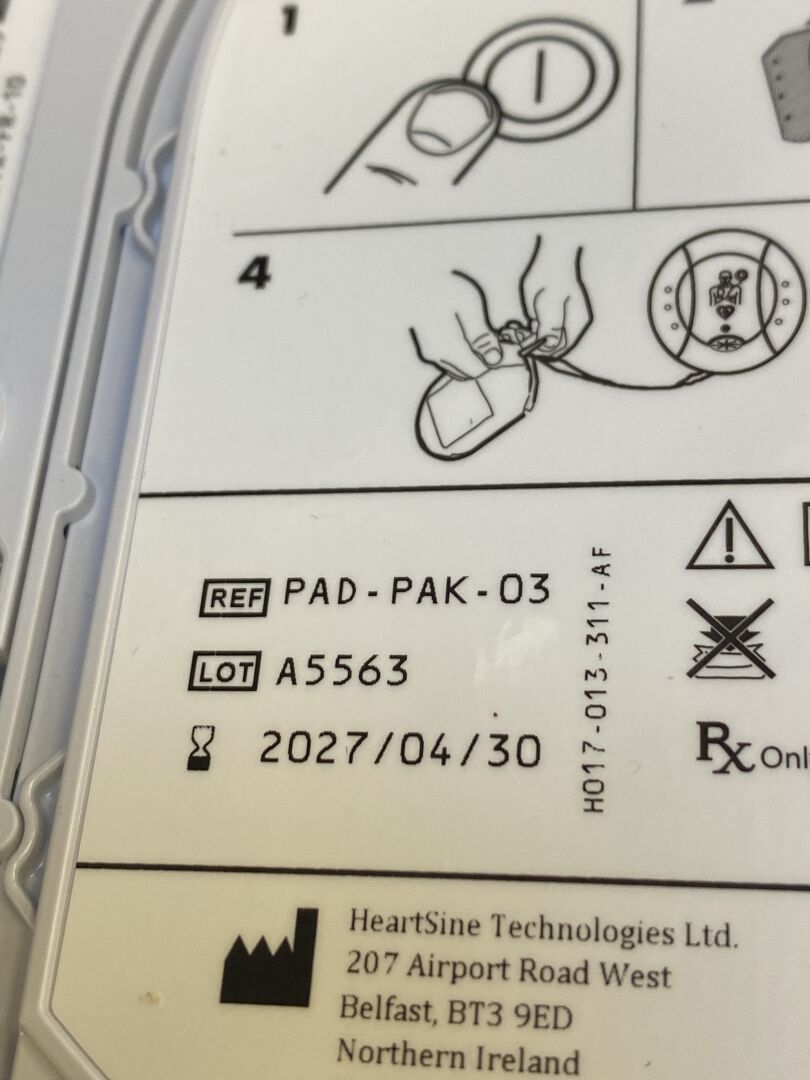 1
4
REF PAD-PAK-03
LOT A5563
2027/04/30
H017-013-311-AF
Rx Onl
HeartSine Technologies Ltd.
207 Airport Road West
Belfast, BT3 9ED
Northern Ireland